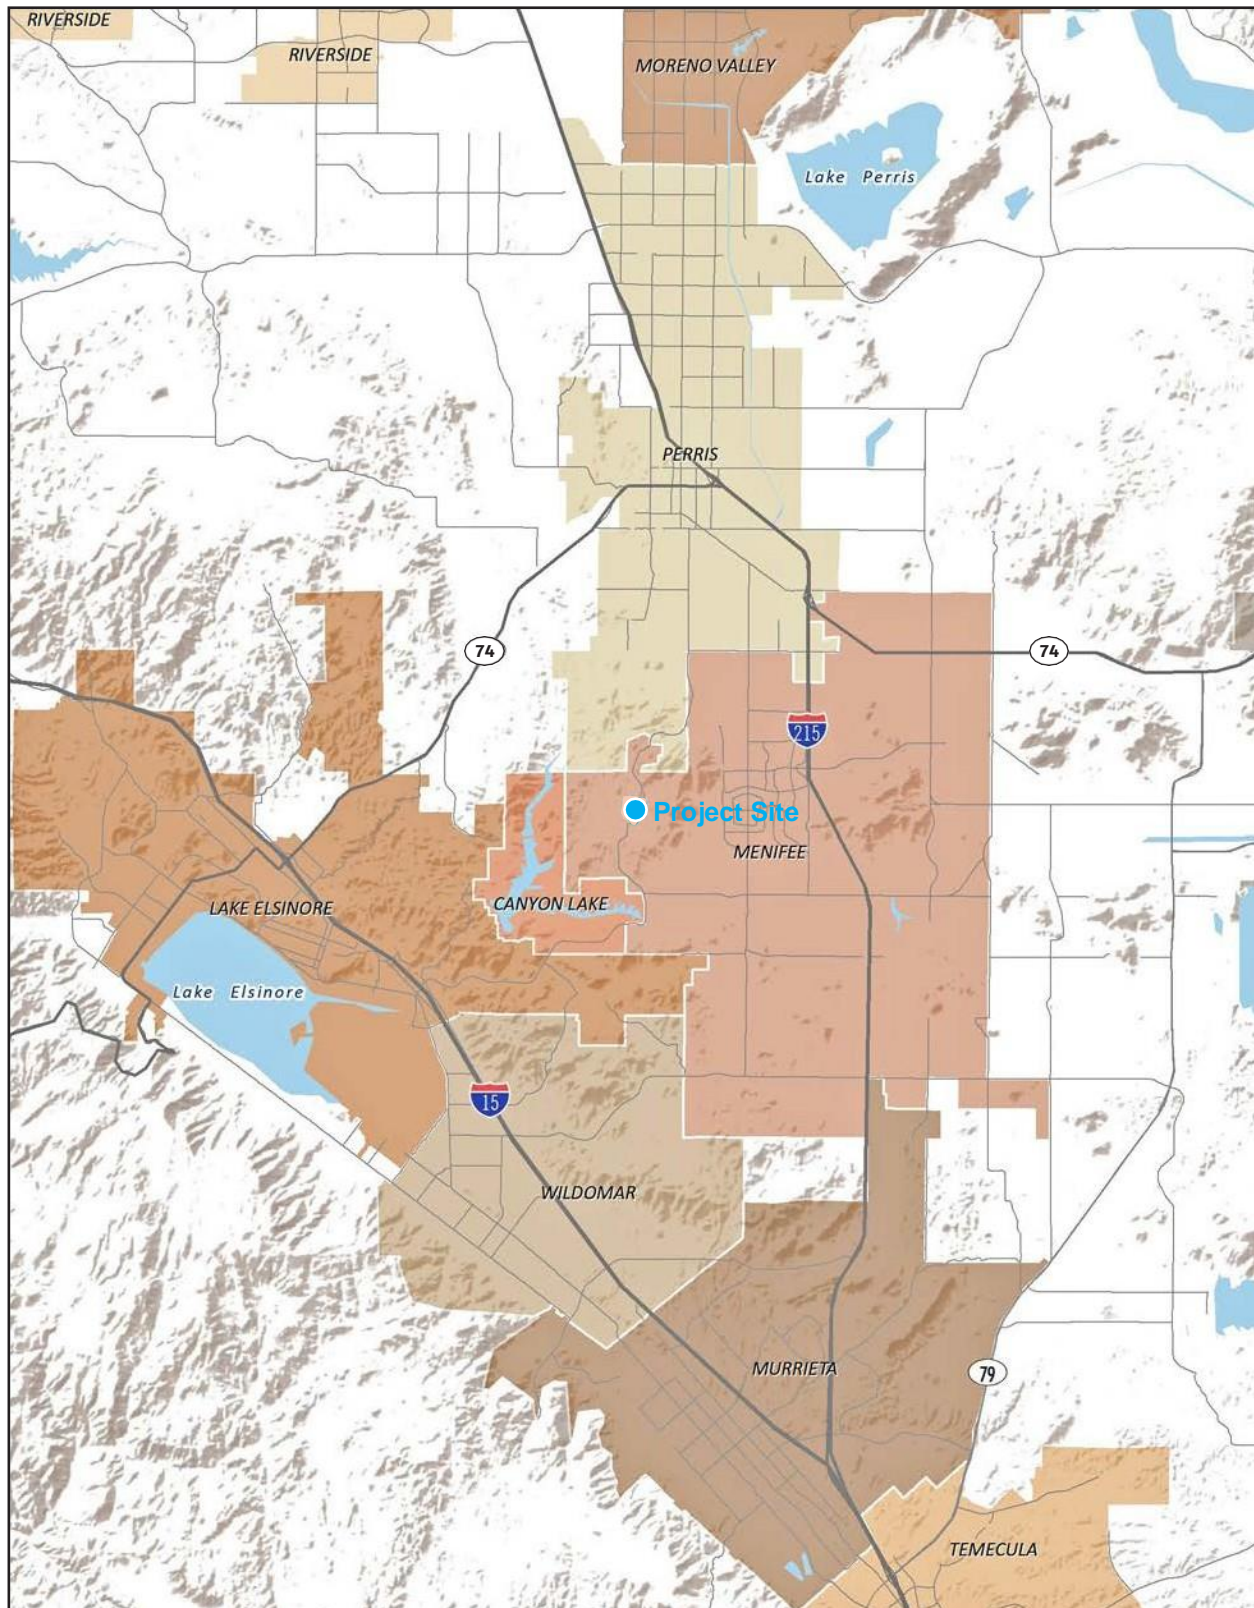 RIVERSIDE
RIVERSIDE
MORENO VALLEY
Lake Perris
PERRIS
74
74
215
Project Site
MENIFEE
CANYON LAKE
LAKE ELSINORE
Lake Elsinore
15
WILDOMAR
MURRIETA
79
TEMECULA